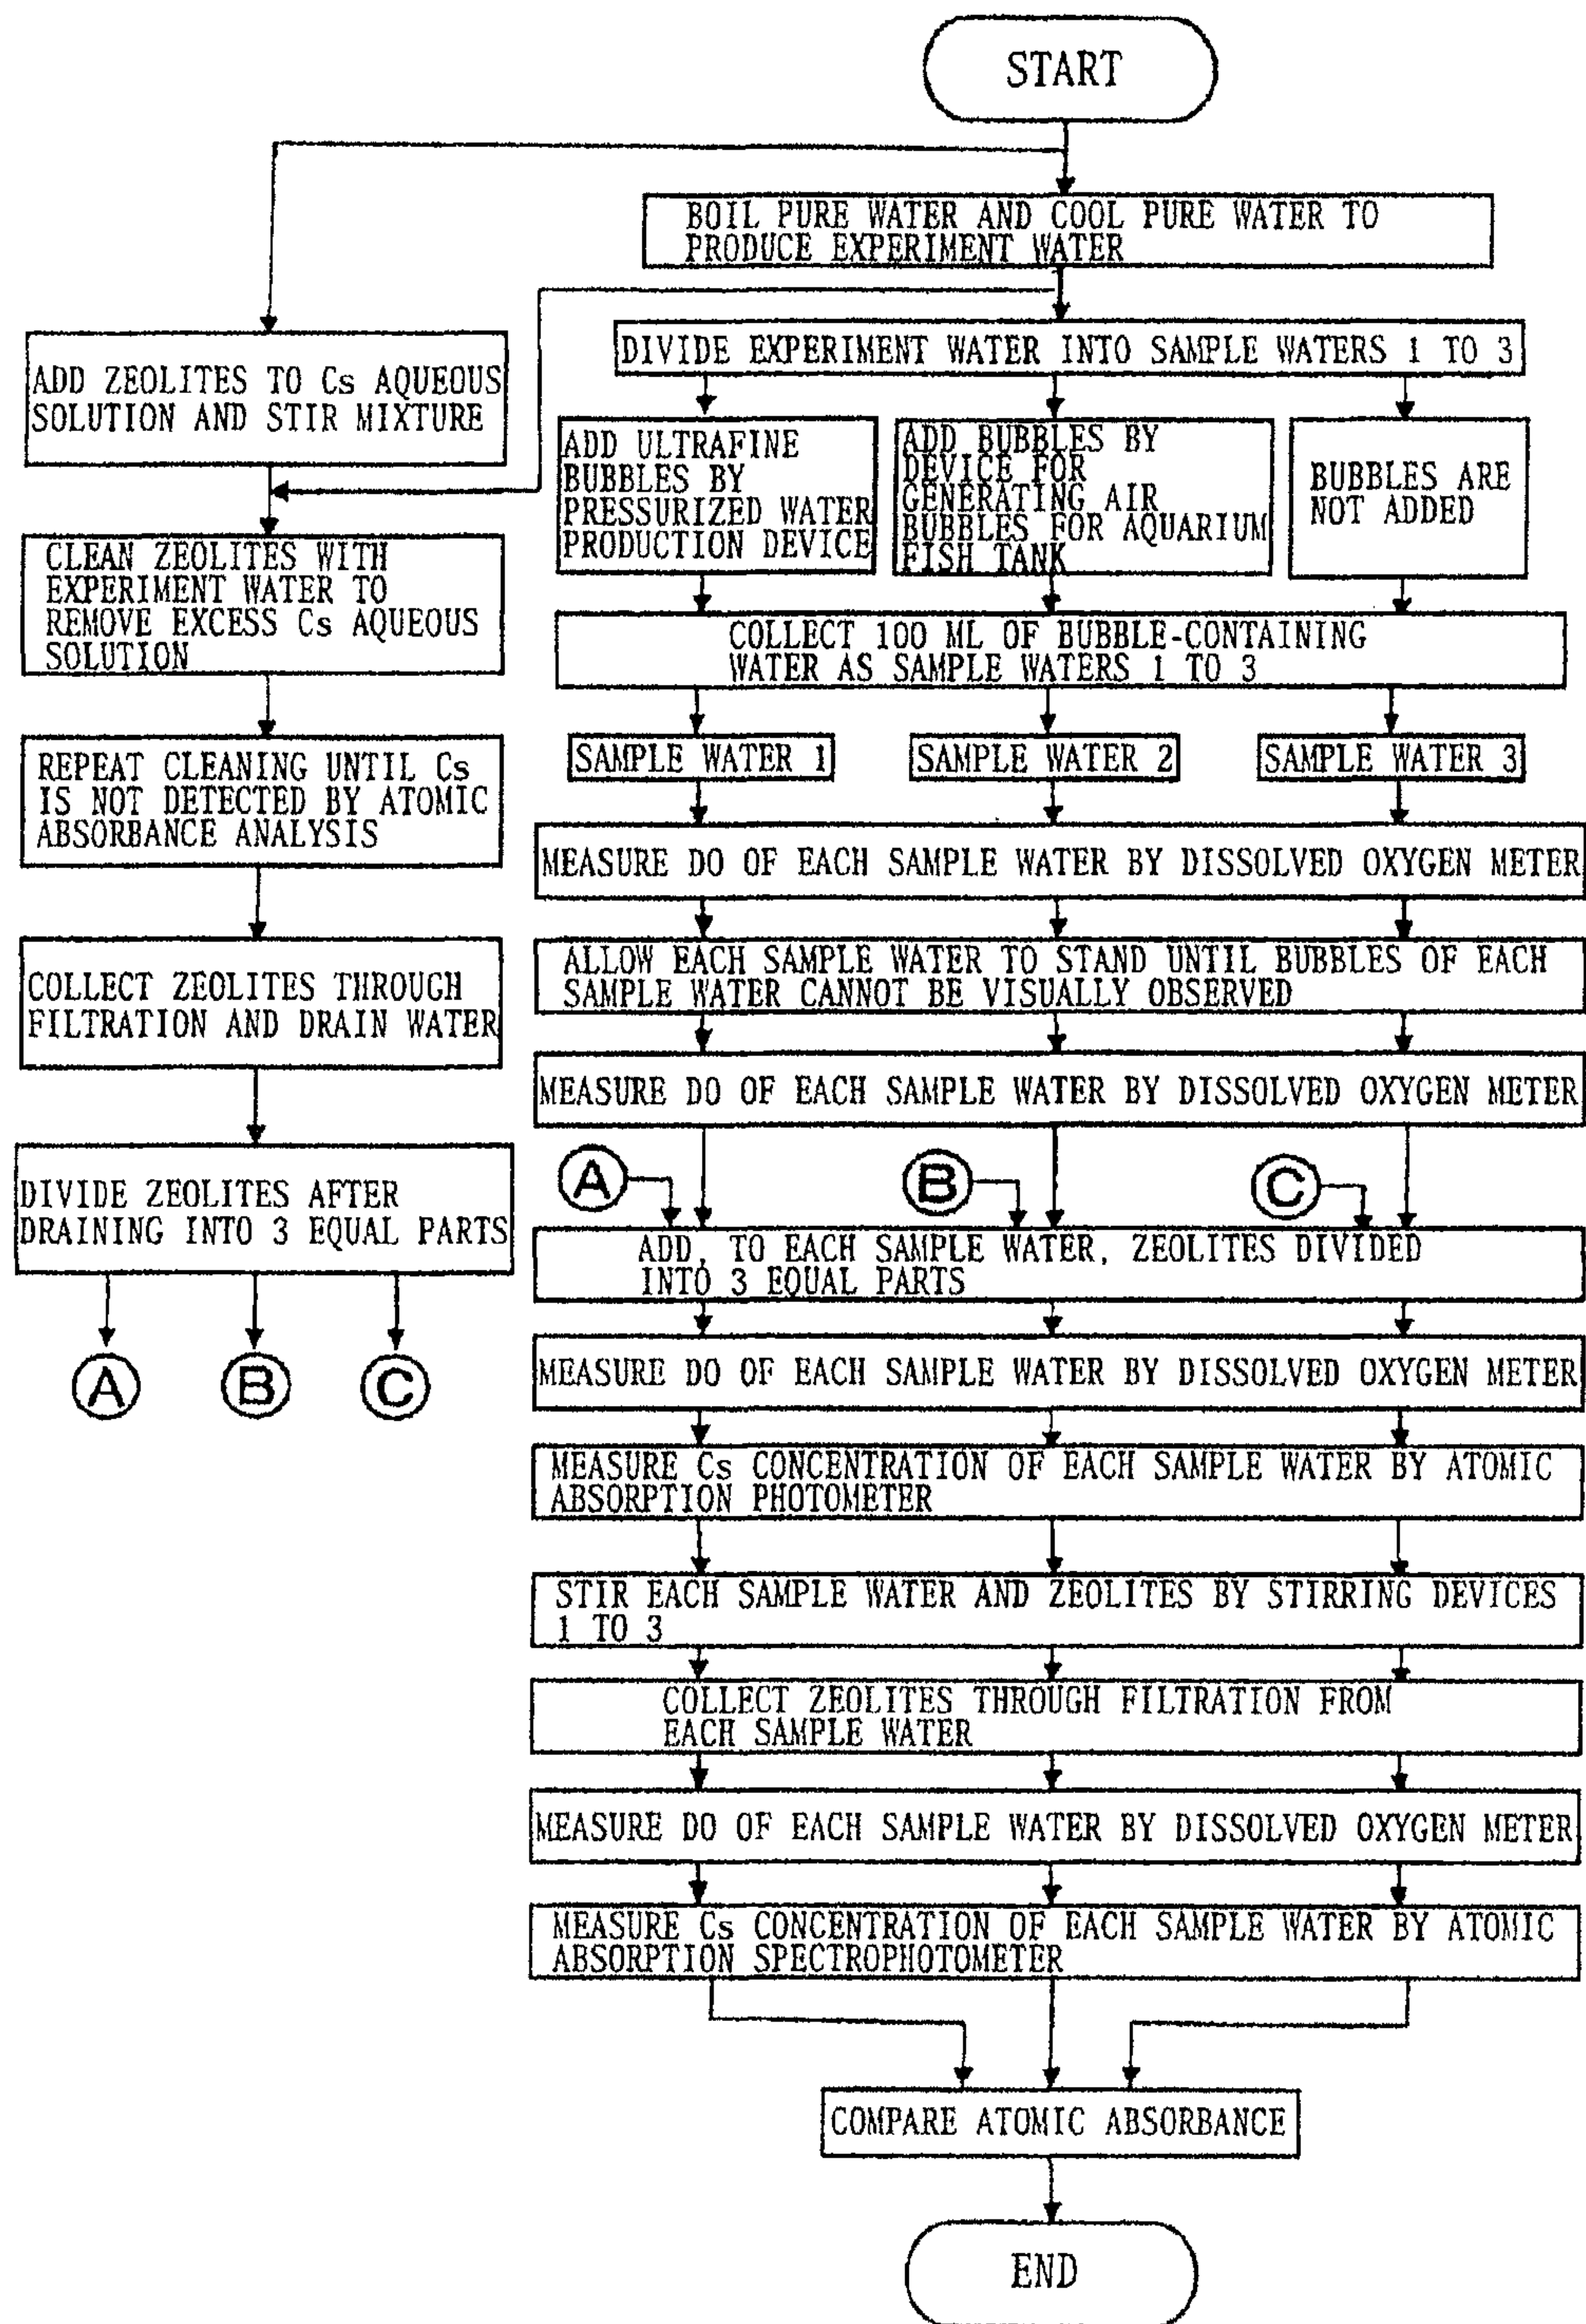 START
BOIL PURE WATER AND COOL PURE WATER TO
PRODUCE EXPERIMENT WATER
DIVIDE EXPERIMENT WATER INTO SAMPLE WATERS 1 TO 3
ADD ZEOLITES TO Cs AQUEOUS
SOLUTION AND STIR MIXTURE
ADD ULTRAFINE
BUBBLES BY
PRESSURIZED WATER
PRODUCTION DEVICE
ADD BUBBLES BY
DEVICE FOR
GENERATING AIR
BUBBLES FOR AQUARIUM
FISH TANK
BUBBLES ARE
NOT ADDED
CLEAN ZEOLITES WITH
EXPERIMENT WATER TO
REMOVE EXCESS Cs AQUEOUS
SOLUTION
COLLECT 100 ML OF BUBBLE-CONTAINING
WATER AS SAMPLE WATERS 1 TO 3
SAMPLE WATER 1
SAMPLE WATER 2
SAMPLE WATER 3
REPEAT CLEANING UNTIL Cs
IS NOT DETECTED BY ATOMIC
ABSORBANCE ANALYSIS
MEASURE DO OF EACH SAMPLE WATER BY DISSOLVED OXYGEN METER
COLLECT ZEOLITES THROUGH
FILTRATION AND DRAIN WATER
ALLOW EACH SAMPLE WATER TO STAND UNTIL BUBBLES OF EACH
SAMPLE WATER CANNOT BE VISUALLY OBSERVED
MEASURE DO OF EACH SAMPLE WATER BY DISSOLVED OXYGEN METER
DIVIDE ZEOLITES AFTER
DRAINING INTO 3 EQUAL PARTS
A
B
C
A
B
C
ADD, TO EACH SAMPLE WATER, ZEOLITES DIVIDED
INTO 3 EQUAL PARTS
MEASURE DO OF EACH SAMPLE WATER BY DISSOLVED OXYGEN METER
MEASURE Cs CONCENTRATION OF EACH SAMPLE WATER BY ATOMIC
ABSORPTION PHOTOMETER
STIR EACH SAMPLE WATER AND ZEOLITES BY STIRRING DEVICES
1 TO 3
COLLECT ZEOLITES THROUGH FILTRATION FROM
EACH SAMPLE WATER
MEASURE DO OF EACH SAMPLE WATER BY DISSOLVED OXYGEN METER
MEASURE Cs CONCENTRATION OF EACH SAMPLE WATER BY ATOMIC
ABSORPTION SPECTROPHOTOMETER
COMPARE ATOMIC ABSORBANCE
END